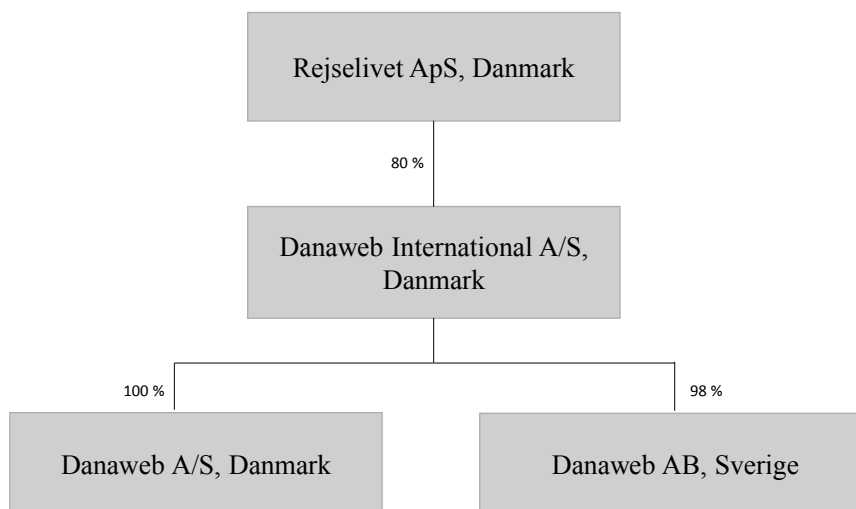 Rejselivet ApS, Danmark
80 %
Danaweb International A/S,
Danmark
100 %
98 %
Danaweb A/S, Danmark
Danaweb AB, Sverige